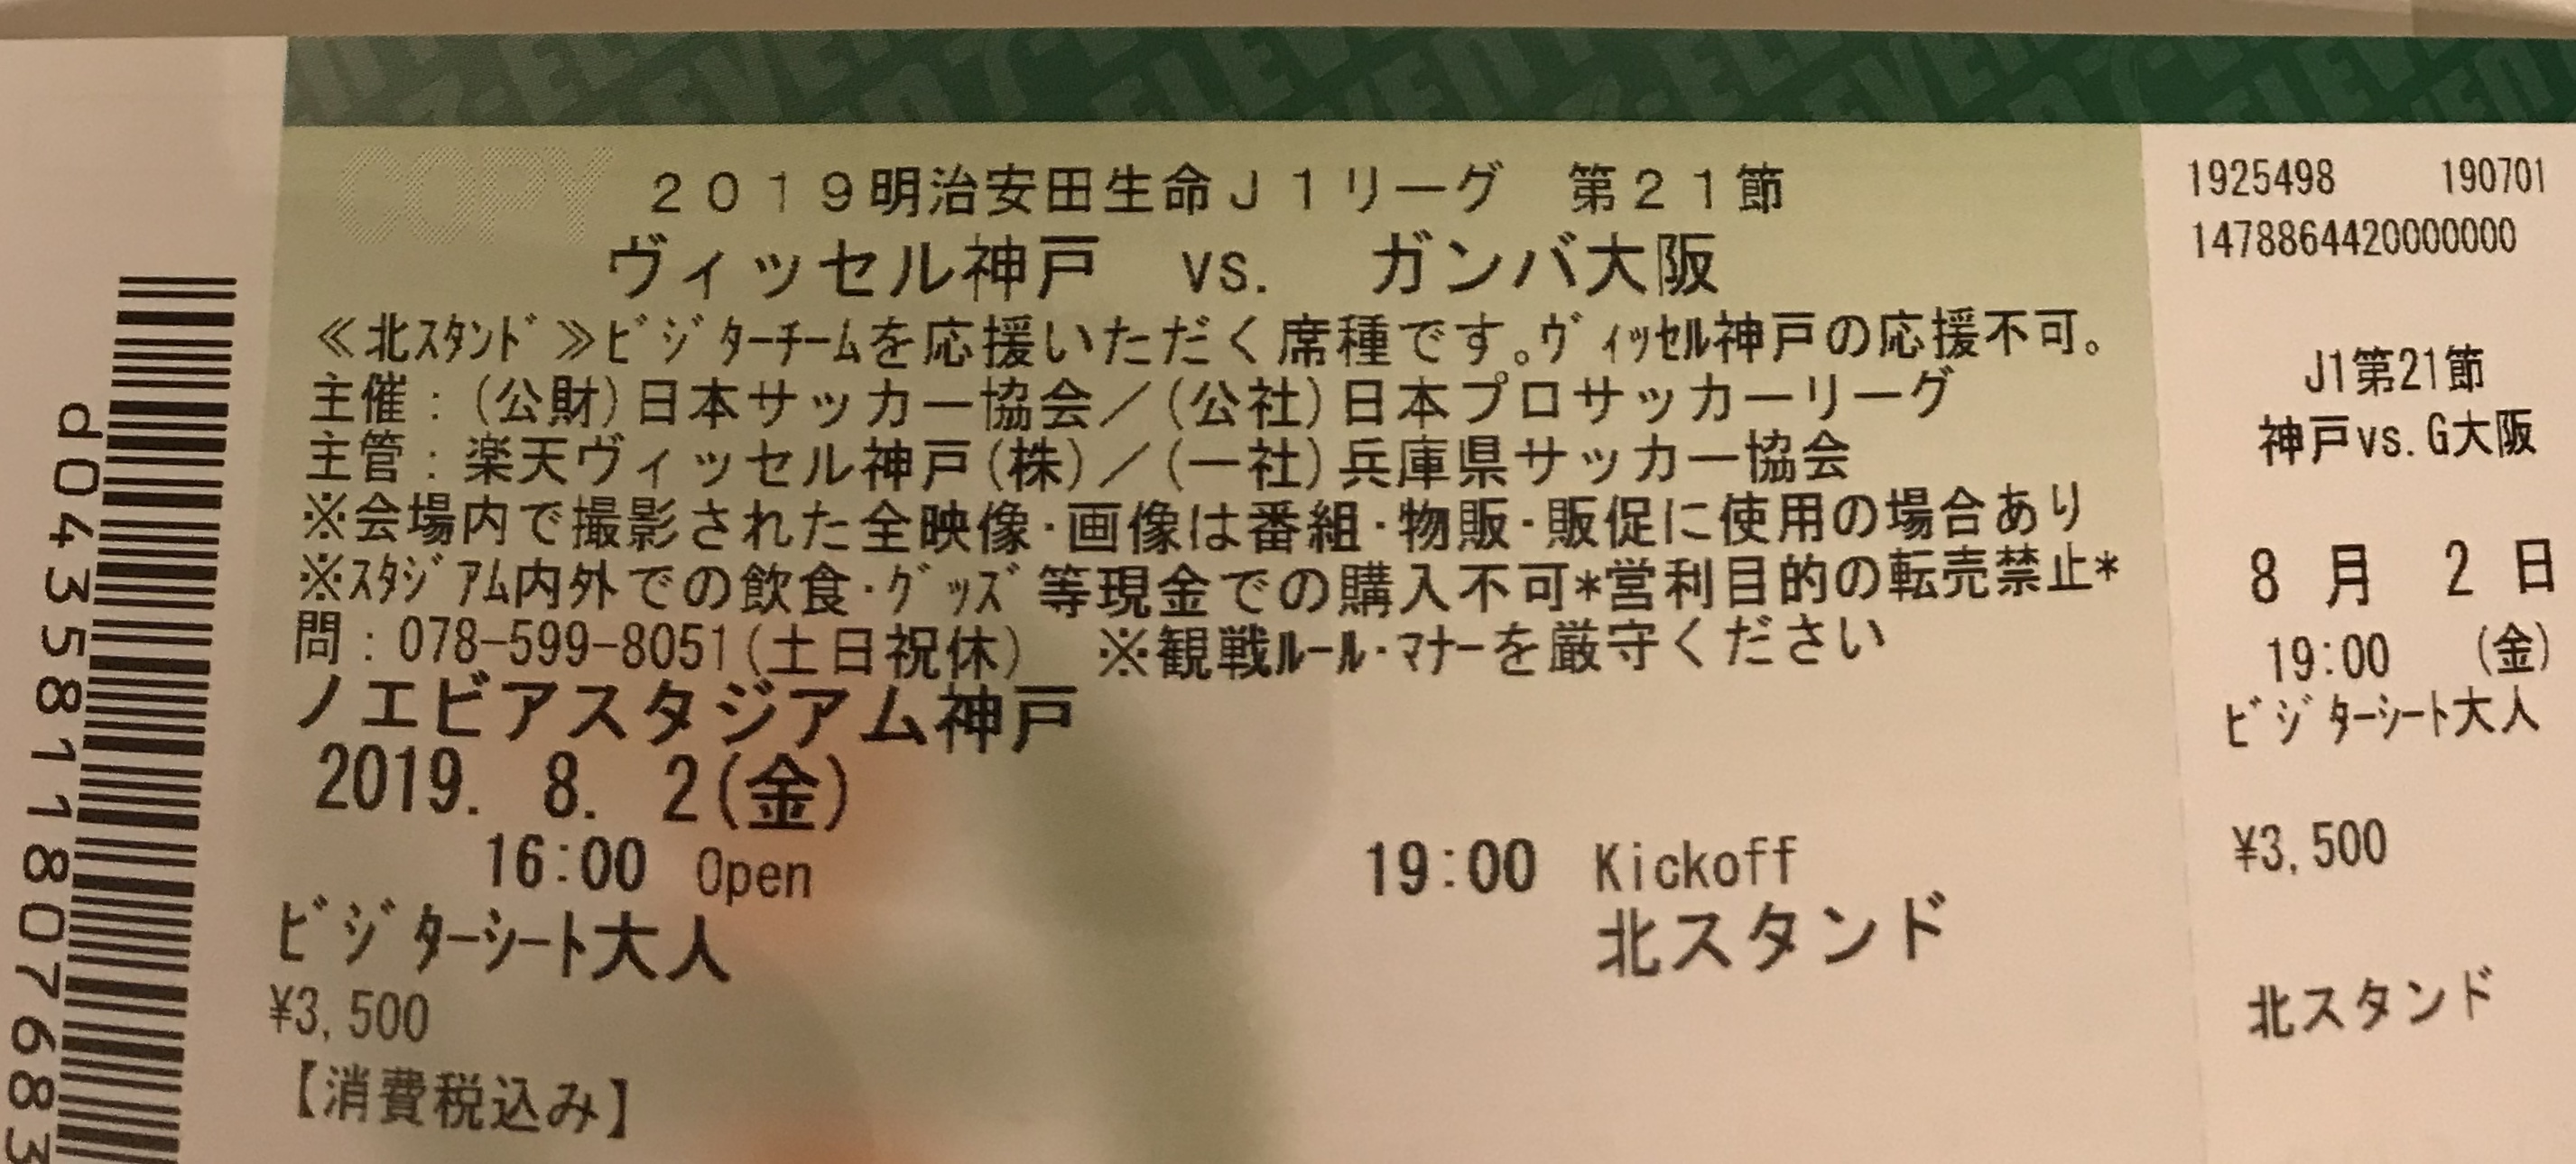 COPY
2019明治安田生命J1リーグ 第21節
ヴィッセル神戸 vs. ガンバ大阪
≪北ｽﾀﾝﾄﾞ≫ﾋﾞｼﾞﾀｰﾁｰﾑを応援いただく席種です。ｳﾞｨｯｾﾙ神戸の応援不可。
主催：(公財)日本サッカー協会／(公社)日本プロサッカーリーグ
主管：楽天ヴィッセル神戸(株)／(一社)兵庫県サッカー協会
※会場内で撮影された全映像･画像は番組･物販･販促に使用の場合あり
※ｽﾀｼﾞｱﾑ内外での飲食･ｸﾞｯｽﾞ等現金での購入不可*営利目的の転売禁止*
問：078-599-8051(土日祝休) ※観戦ﾙｰﾙ･ﾏﾅｰを厳守ください
ノエビアスタジアム神戸
2019. 8. 2(金)
16:00 Open 19:00 Kickoff
ﾋﾞｼﾞﾀｰｼｰﾄ大人 北スタンド
¥3,500
【消費税込み】
1925498 190701
1478864420000000
J1第21節
神戸vs.G大阪
8月 2日
19:00 (金)
ﾋﾞｼﾞﾀｰｼｰﾄ大人
¥3,500
北スタンド
d0435811807683